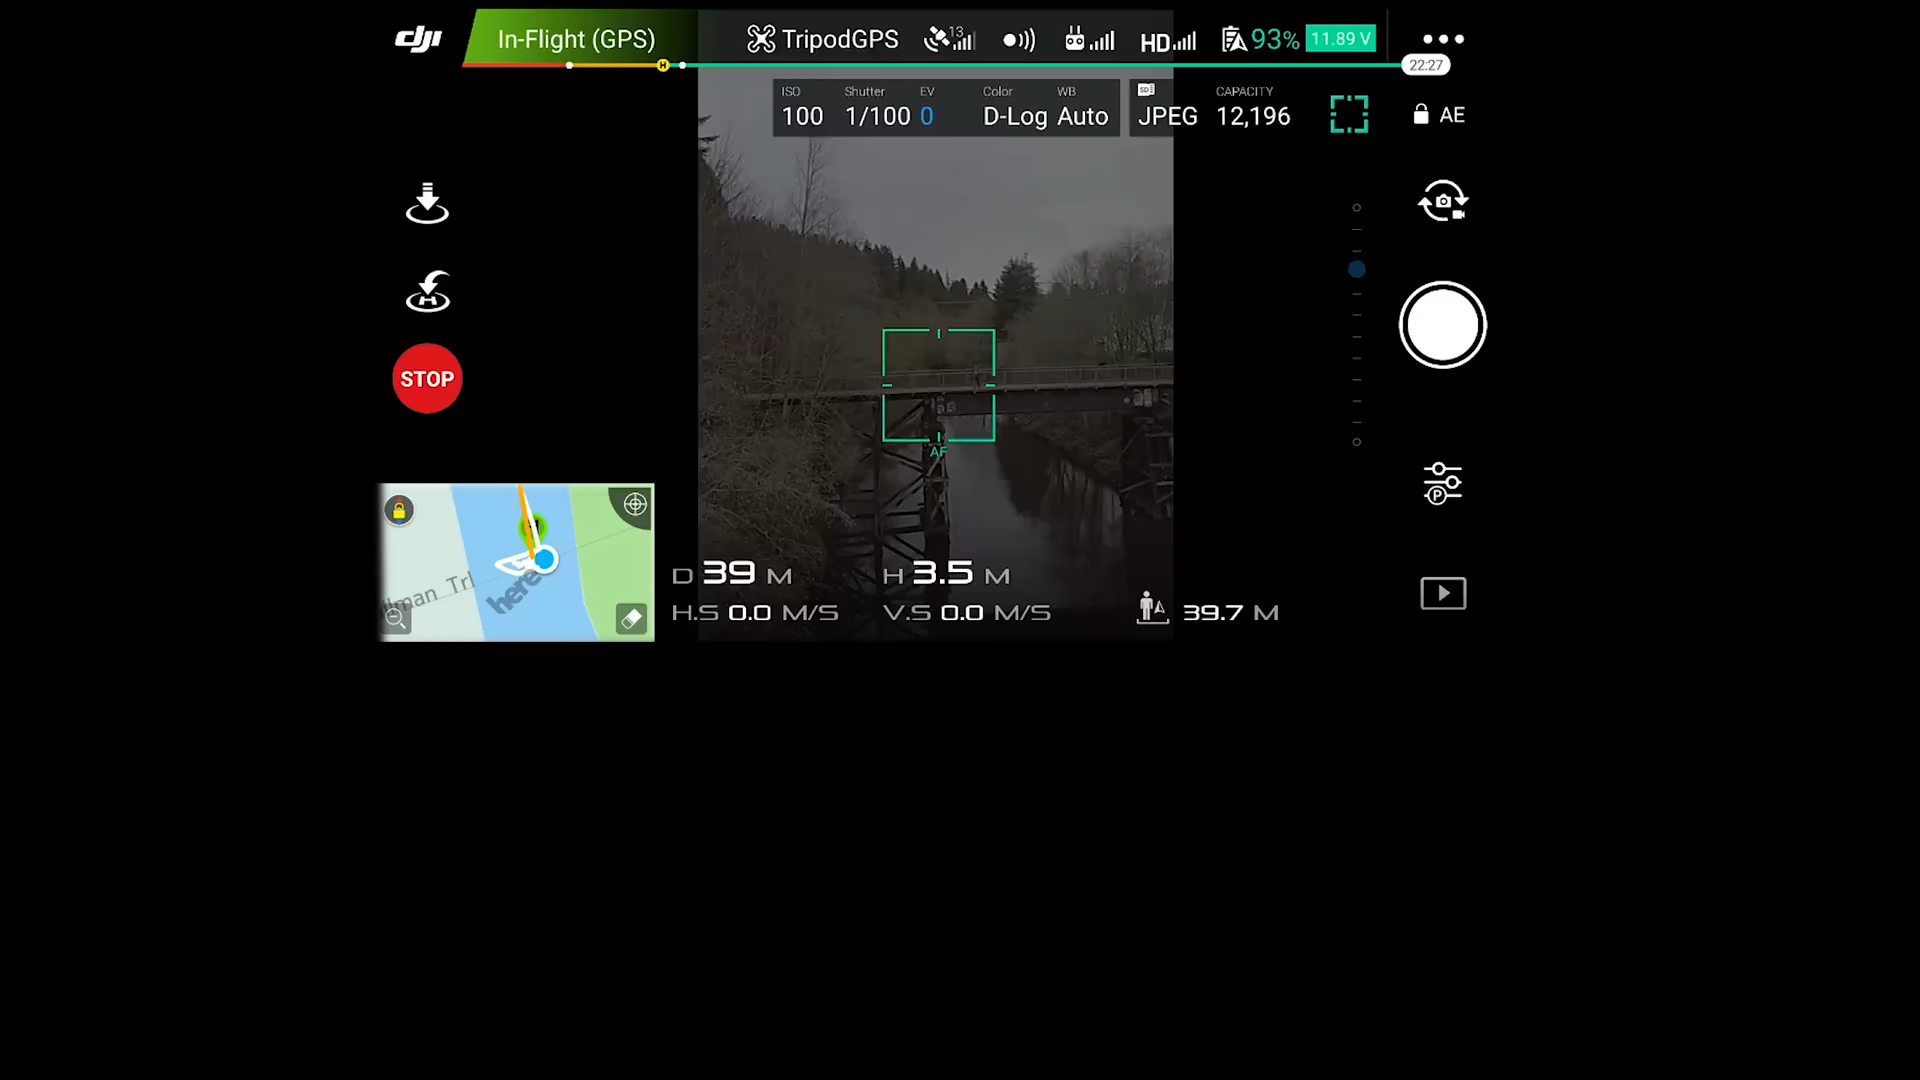 dji In-Flight (GPS) TripodGPS 13 HD 93% 11.89 V
H 22:27
ISO Shutter EV Color WB CAPACITY
100 1/100 0 D-Log Auto JPEG 12,196 AE
STOP
AF
P
ilman Trl
here
D 39 M H 3.5 M
H.S 0.0 M/S V.S 0.0 M/S 39.7 M